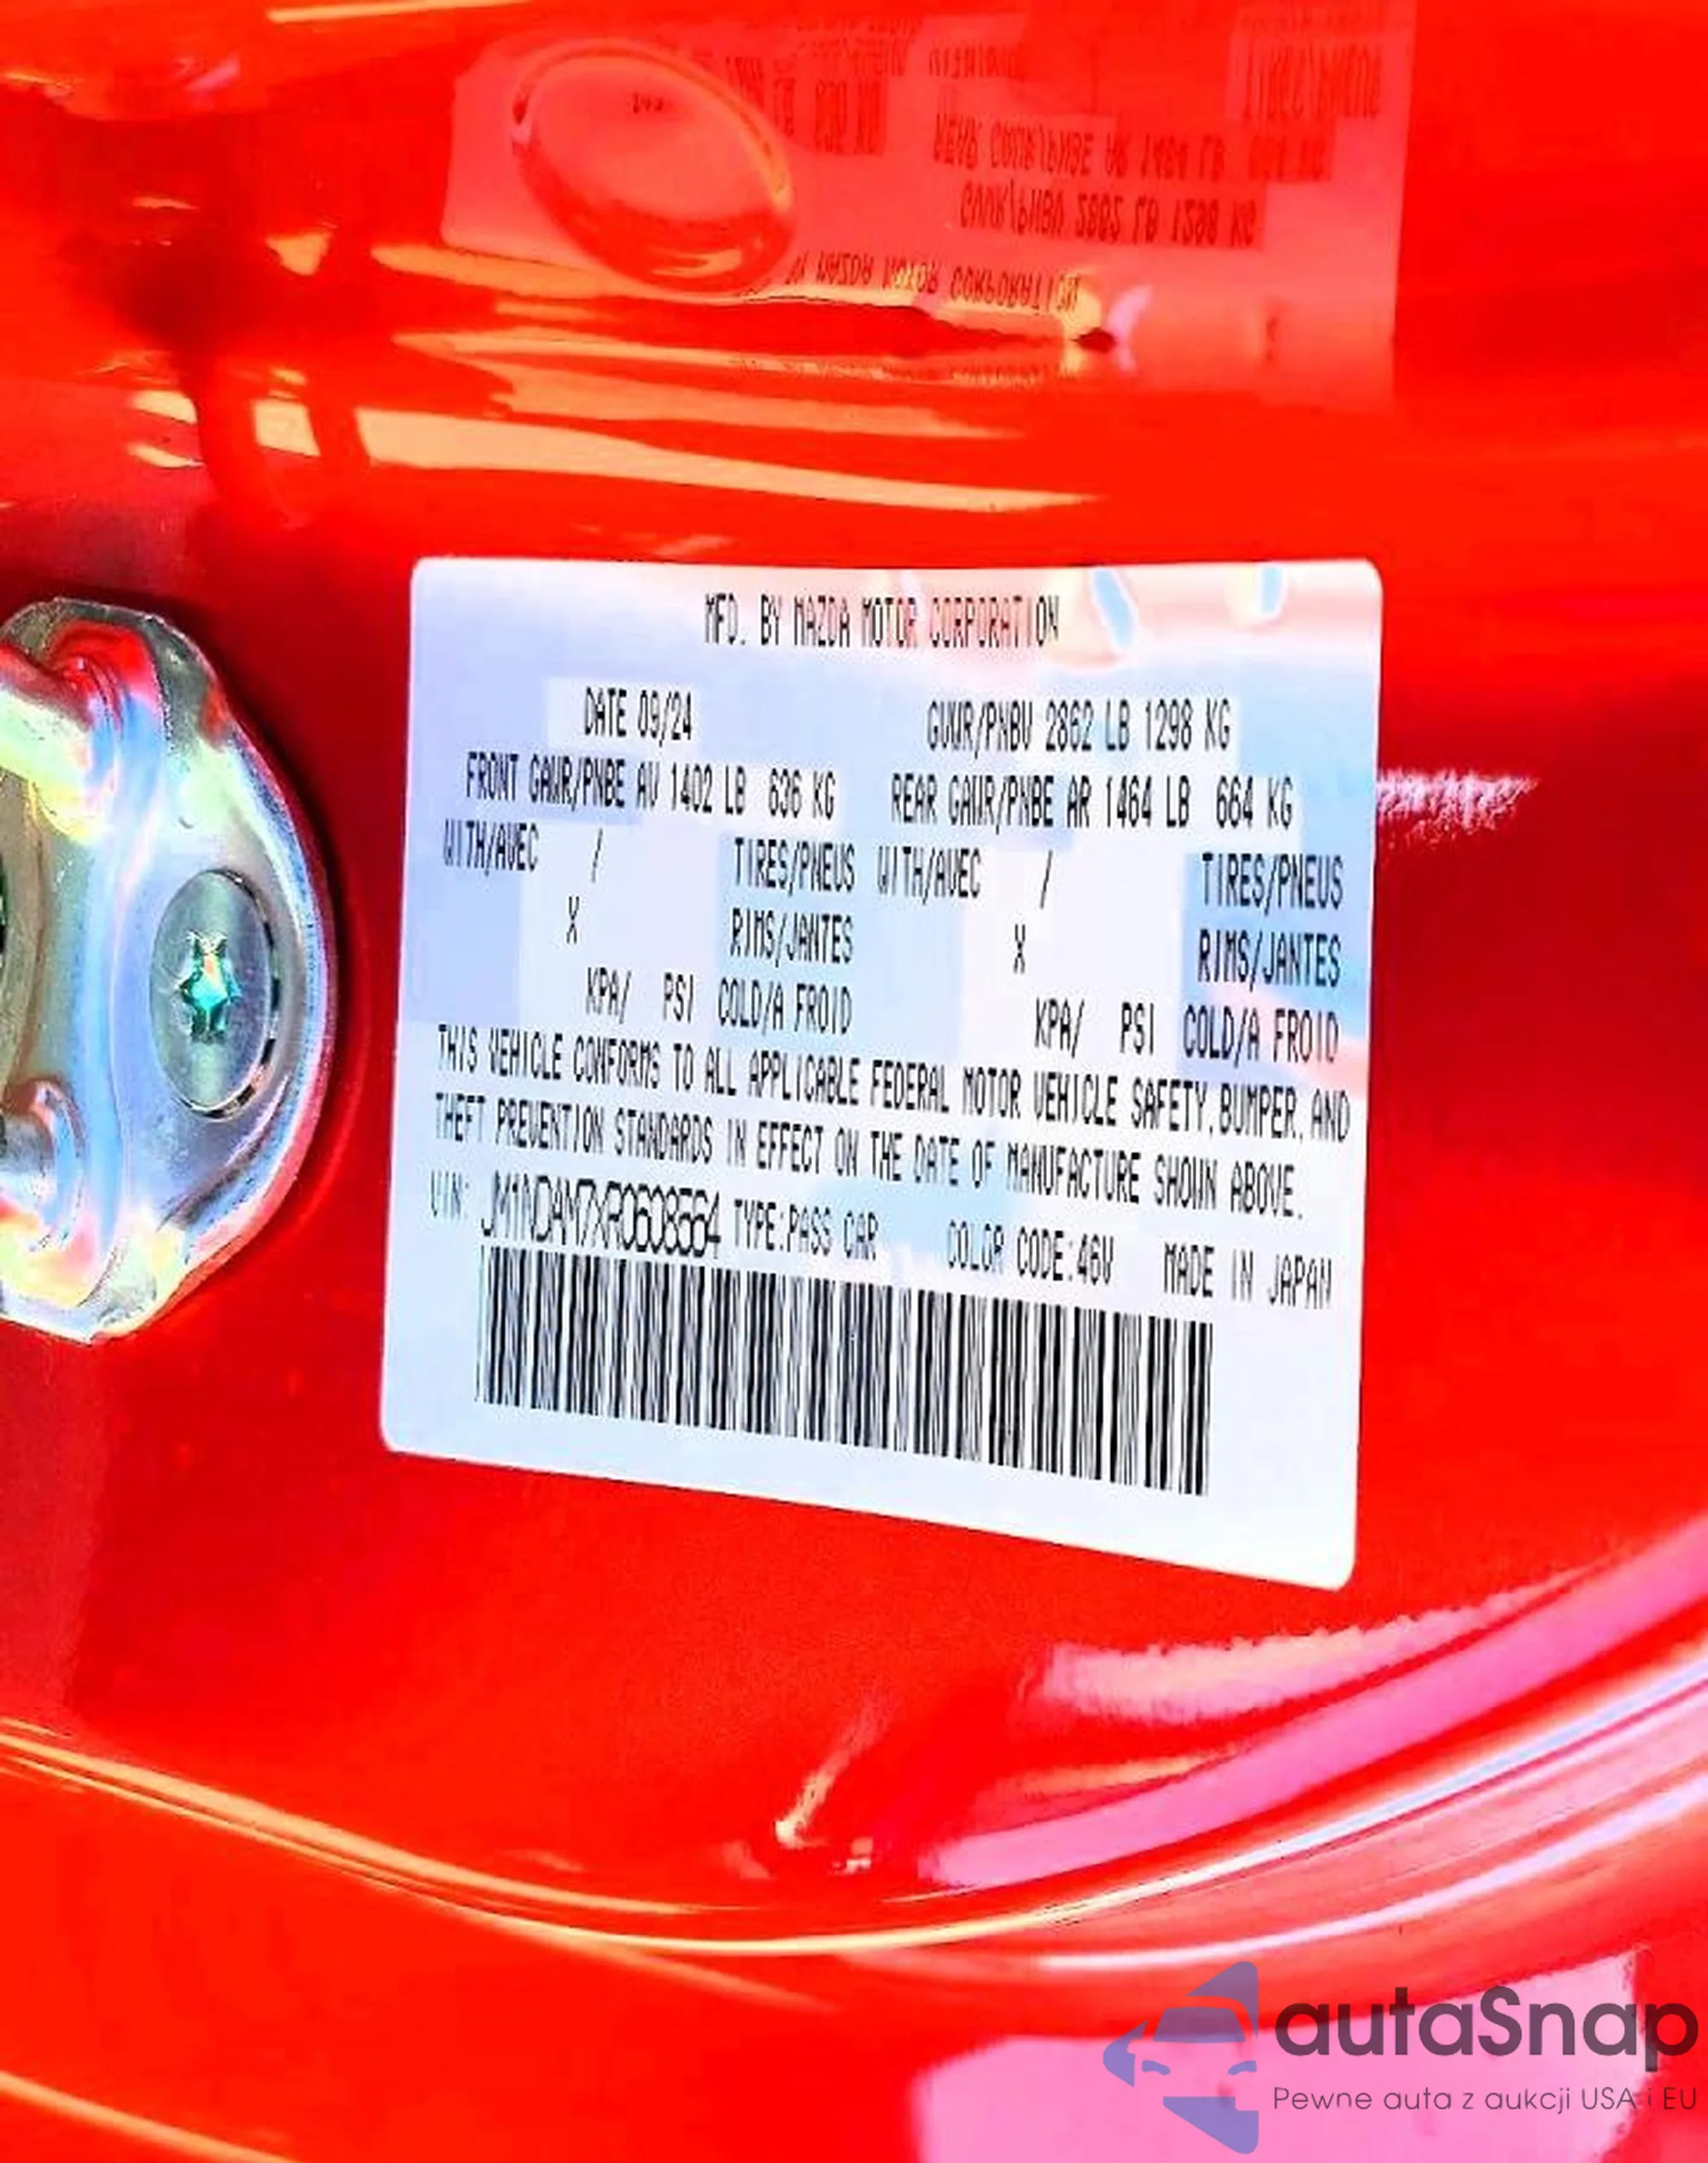 MFD. BY MAZDA MOTOR CORPORATION
DATE 09/24 GVWR/PNBV 2862 LB 1298 KG
FRONT GAWR/PNBE AV 1402 LB 636 KG REAR GAWR/PNBE AR 1464 LB 664 KG
WITH/AVEC / TIRES/PNEUS WITH/AVEC / TIRES/PNEUS
X RIMS/JANTES X RIMS/JANTES
KPA/ PSI COLD/A FROID KPA/ PSI COLD/A FROID
THIS VEHICLE CONFORMS TO ALL APPLICABLE FEDERAL MOTOR VEHICLE SAFETY, BUMPER, AND
THEFT PREVENTION STANDARDS IN EFFECT ON THE DATE OF MANUFACTURE SHOWN ABOVE.
VIN: JM1NDAM7XR0608564 TYPE:PASS CAR COLOR CODE:46V MADE IN JAPAN
autaSnap
Pewne auta z aukcji USA i EU